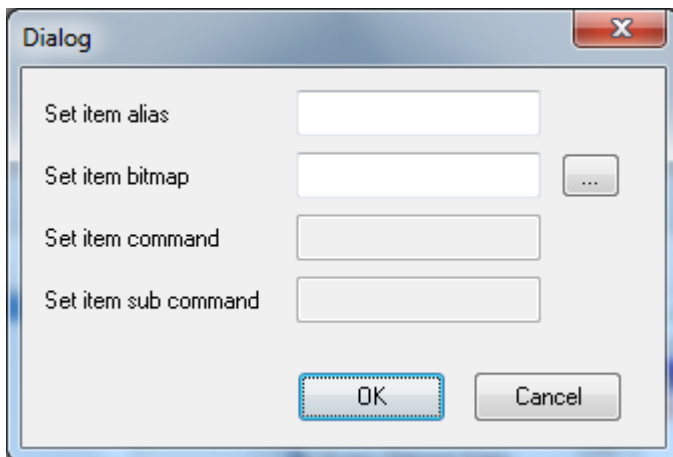 Dialog
Set item alias
Set item bitmap
...
Set item command
Set item sub command
OK
Cancel